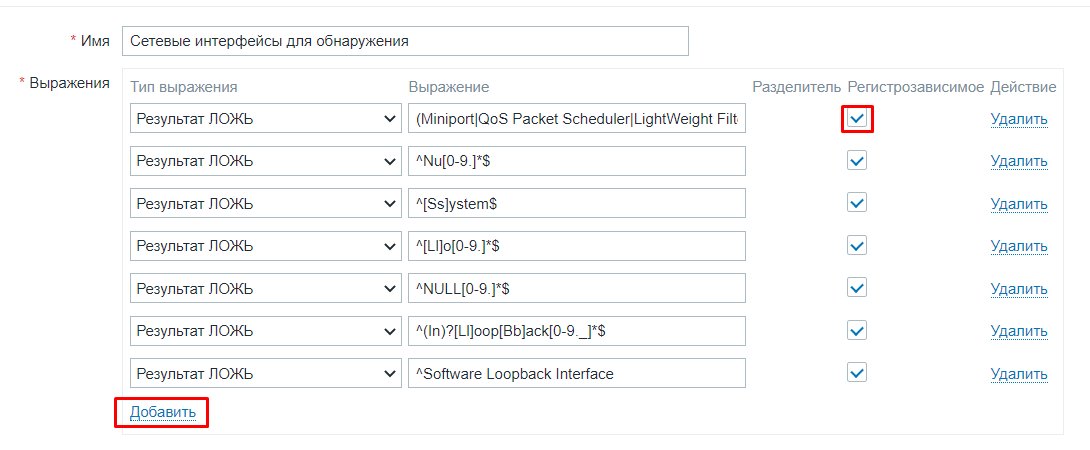 * Имя Сетевые интерфейсы для обнаружения
* Выражения Тип выражения Выражение Разделитель Регистрозависимое Действие
Результат ЛОЖЬ (Miniport|QoS Packet Scheduler|LightWeight Filt Удалить
Результат ЛОЖЬ ^Nu[0-9.]*$ Удалить
Результат ЛОЖЬ ^[Ss]ystem$ Удалить
Результат ЛОЖЬ ^[Ll]o[0-9.]*$ Удалить
Результат ЛОЖЬ ^NULL[0-9.]*$ Удалить
Результат ЛОЖЬ ^(In)?[Ll]oop[Bb]ack[0-9._]*$ Удалить
Результат ЛОЖЬ ^Software Loopback Interface Удалить
Добавить